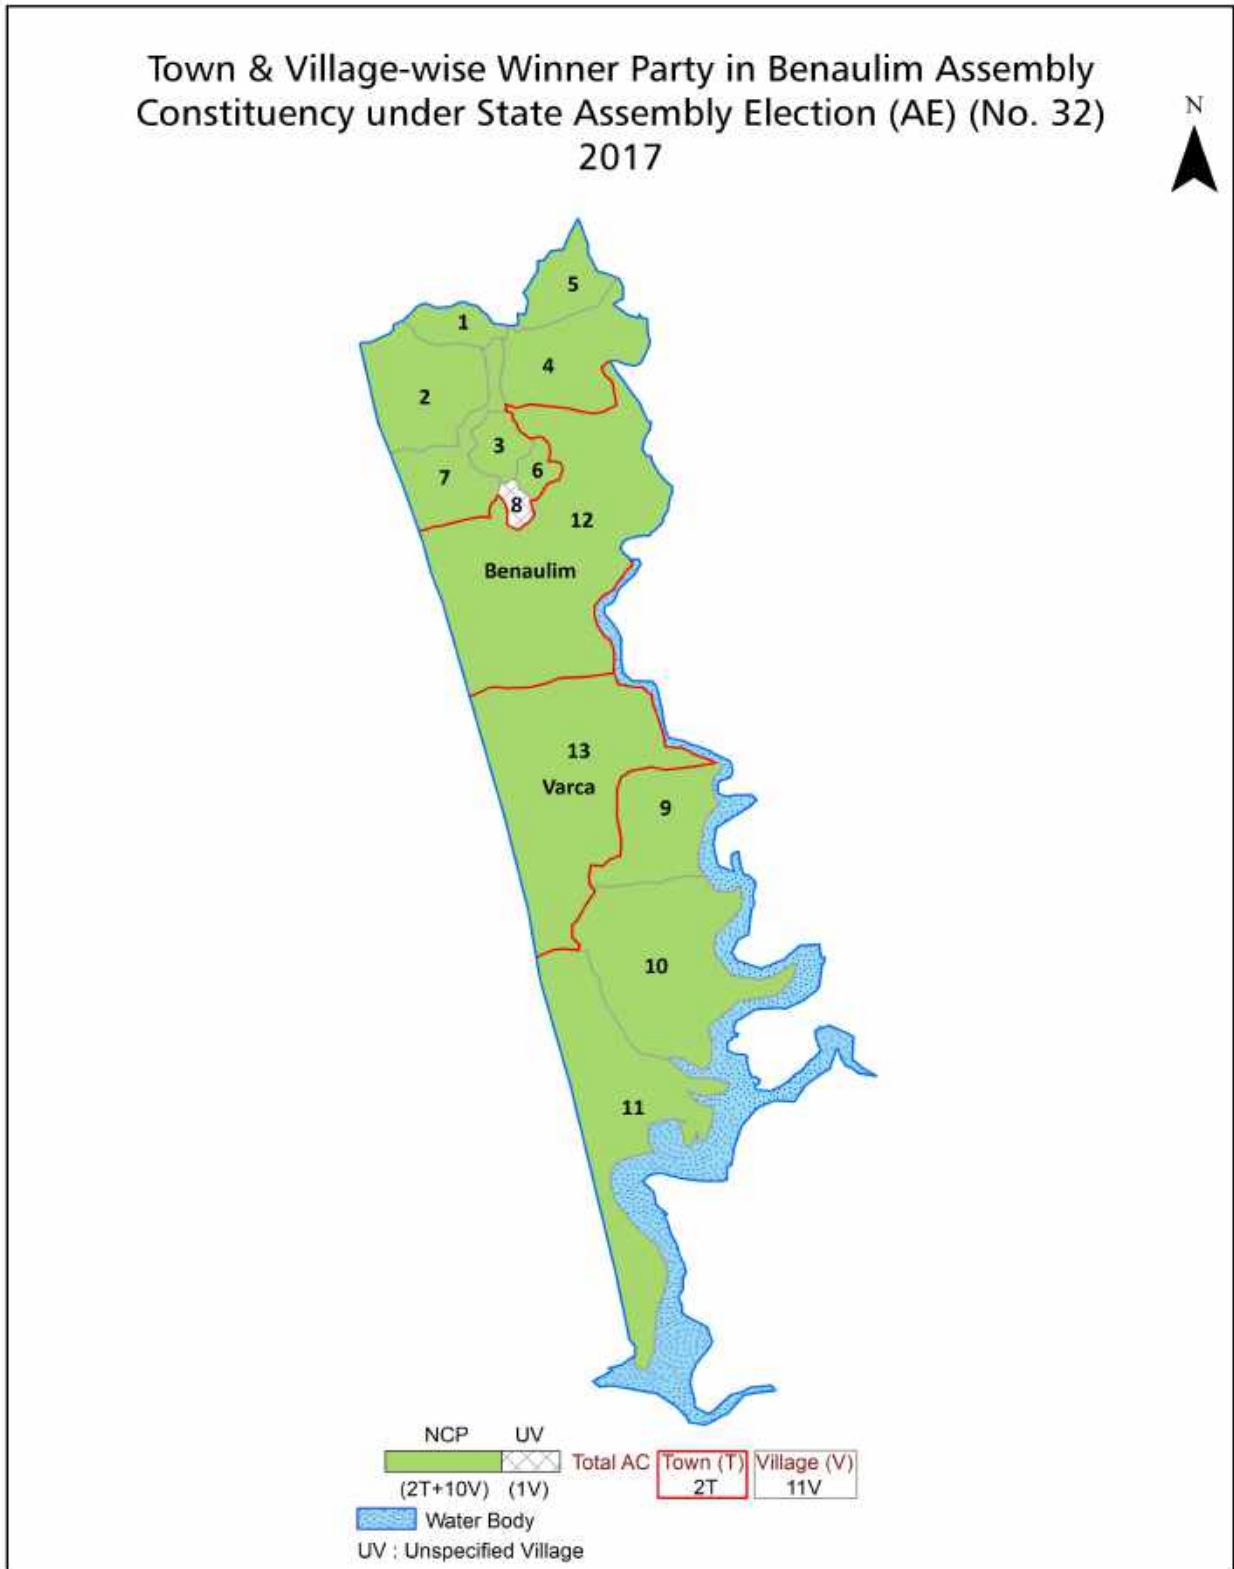 Town & Village-wise Winner Party in Benaulim Assembly
Constituency under State Assembly Election (AE) (No. 32)
2017
N
5
1
4
2
3
6
7
8
12
Benaulim
13
Varca
9
10
11
NCP UV
Total AC Town (T) Village (V)
2T 11V
(2T+10V) (1V)
Water Body
UV : Unspecified Village